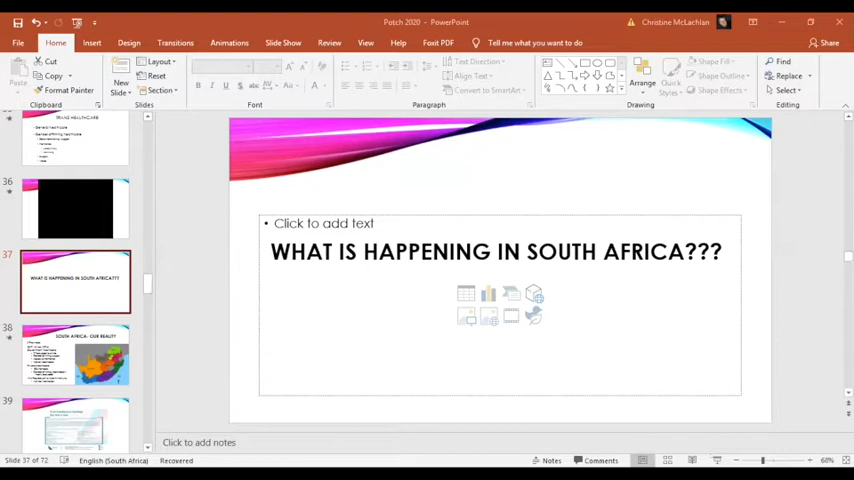 Potch 2020 - PowerPoint
Christine McLachlan
File Home Insert Design Transitions Animations Slide Show Review View Help Foxit PDF Tell me what you want to do Share
Paste
Cut
Copy
Format Painter
Clipboard
New Slide
Layout
Reset
Section
Slides
B I U S abc
Font
Paragraph
Text Direction
Align Text
Convert to SmartArt
Arrange
Quick Styles
Shape Fill
Shape Outline
Shape Effects
Drawing
Find
Replace
Select
Editing
TRANS HEALTHCARE
36
37
WHAT IS HAPPENING IN SOUTH AFRICA???
38
SOUTH AFRICA- OUR REALITY
39
• Click to add text
WHAT IS HAPPENING IN SOUTH AFRICA???
Click to add notes
Slide 37 of 72 English (South Africa) Recovered Notes Comments 68%